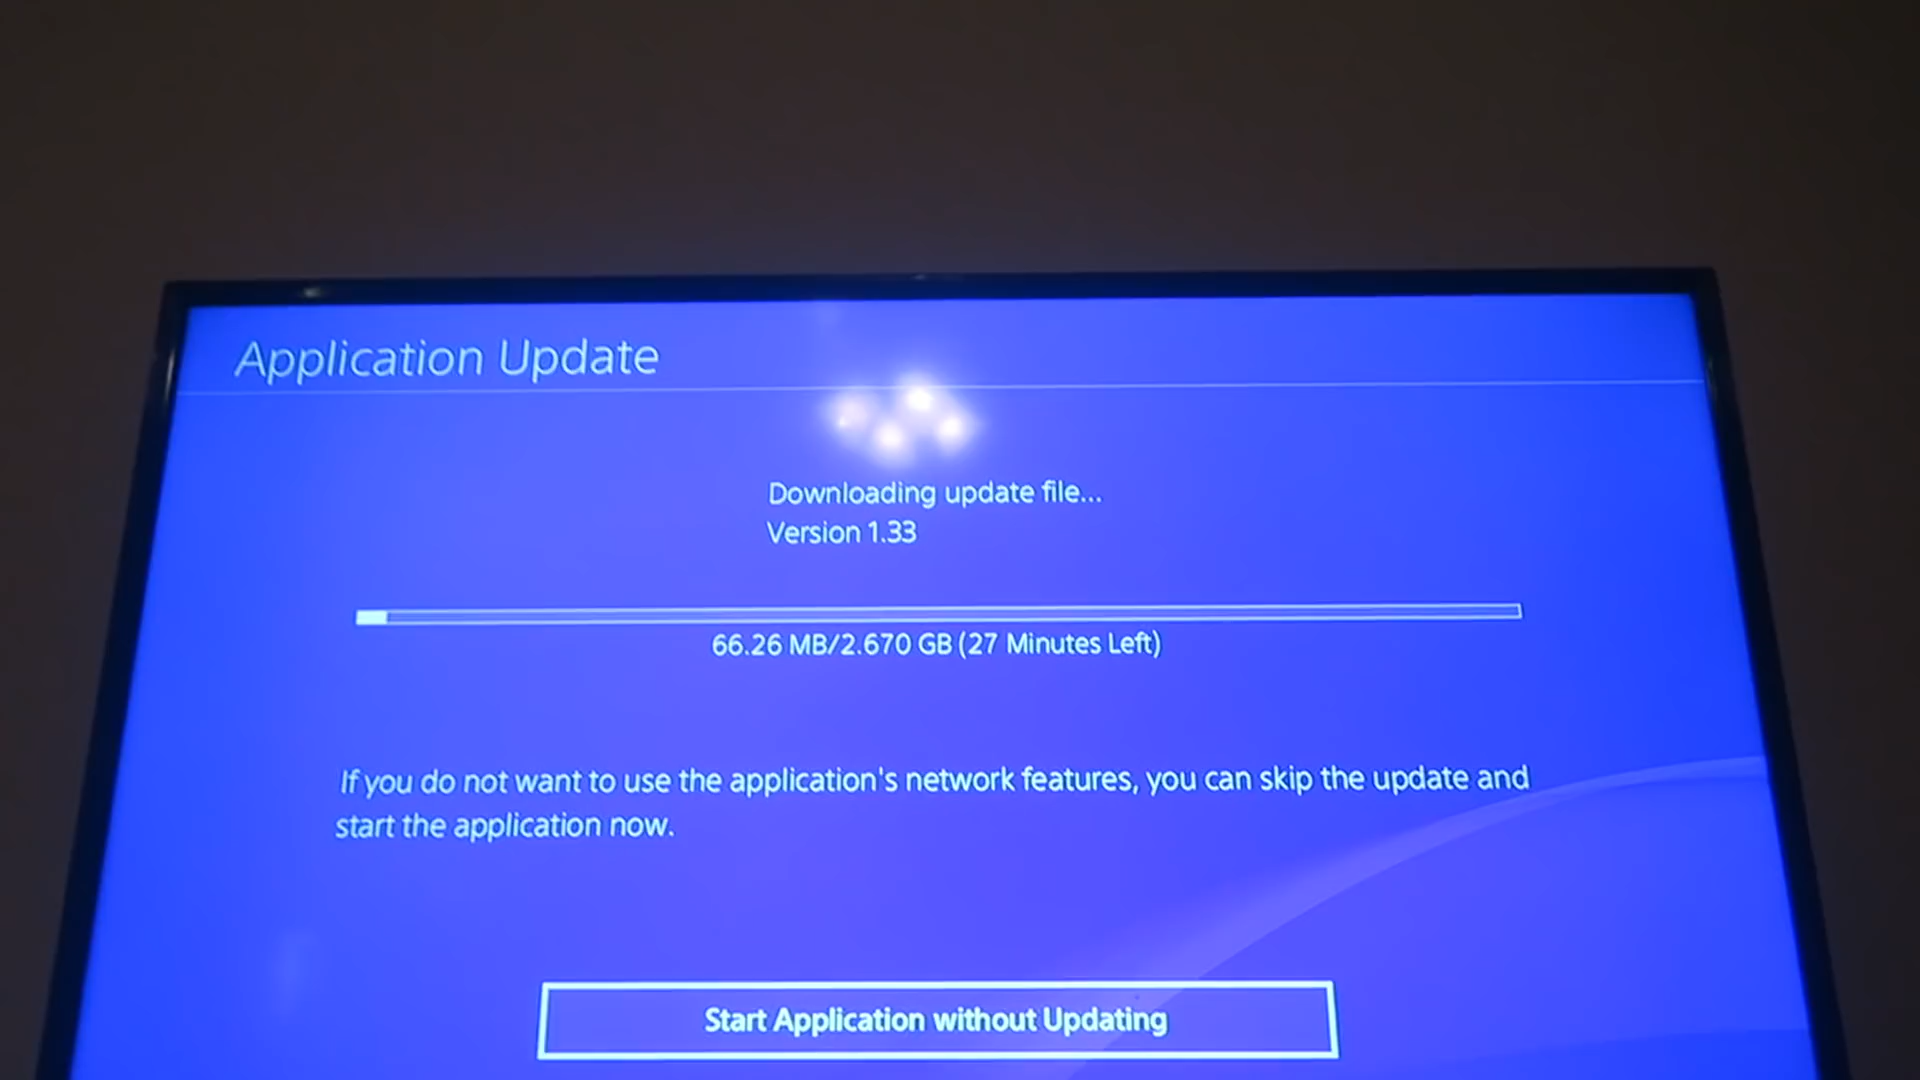 Application Update
Downloading update file...
Version 1.33
66.26 MB/2.670 GB (27 Minutes Left)
If you do not want to use the application's network features, you can skip the update and
start the application now.
Start Application without Updating